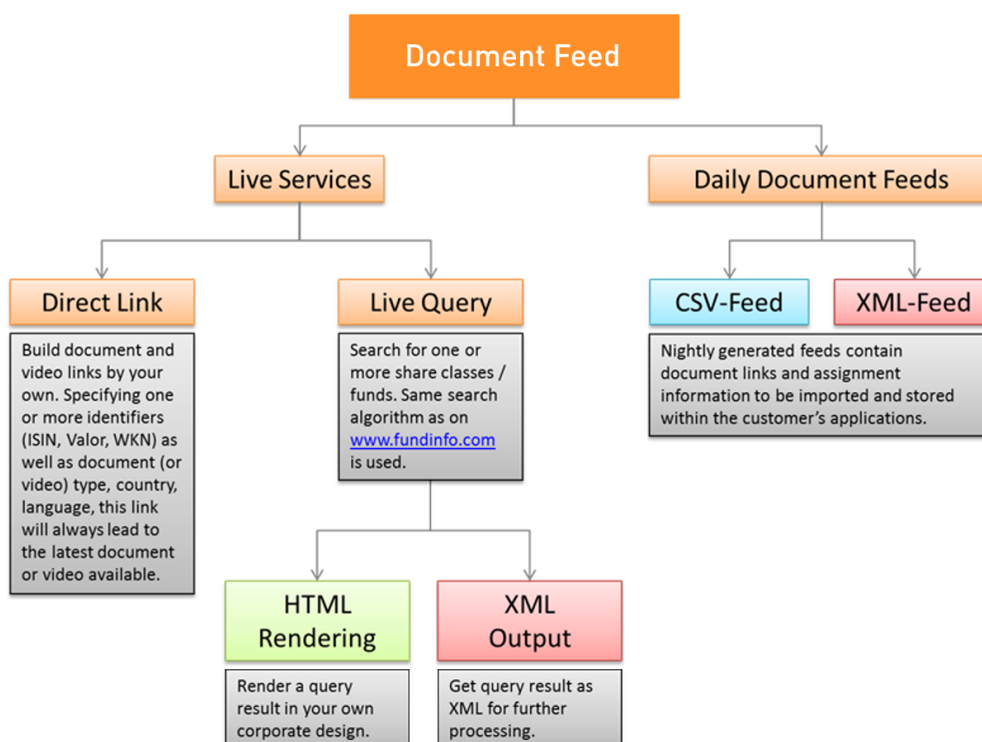 Document Feed
Live Services
Daily Document Feeds
Direct Link
Live Query
CSV-Feed
XML-Feed
Build document and
video links by your
own. Specifying one
or more identifiers
(ISIN, Valor, WKN) as
well as document (or
video) type, country,
language, this link
will always lead to
the latest document
or video available.
Search for one or
more share classes /
funds. Same search
algorithm as on
www.fundinfo.com
is used.
Nightly generated feeds contain
document links and assignment
information to be imported and stored
within the customer's applications.
HTML
Rendering
XML
Output
Render a query
result in your own
corporate design.
Get query result as
XML for further
processing.